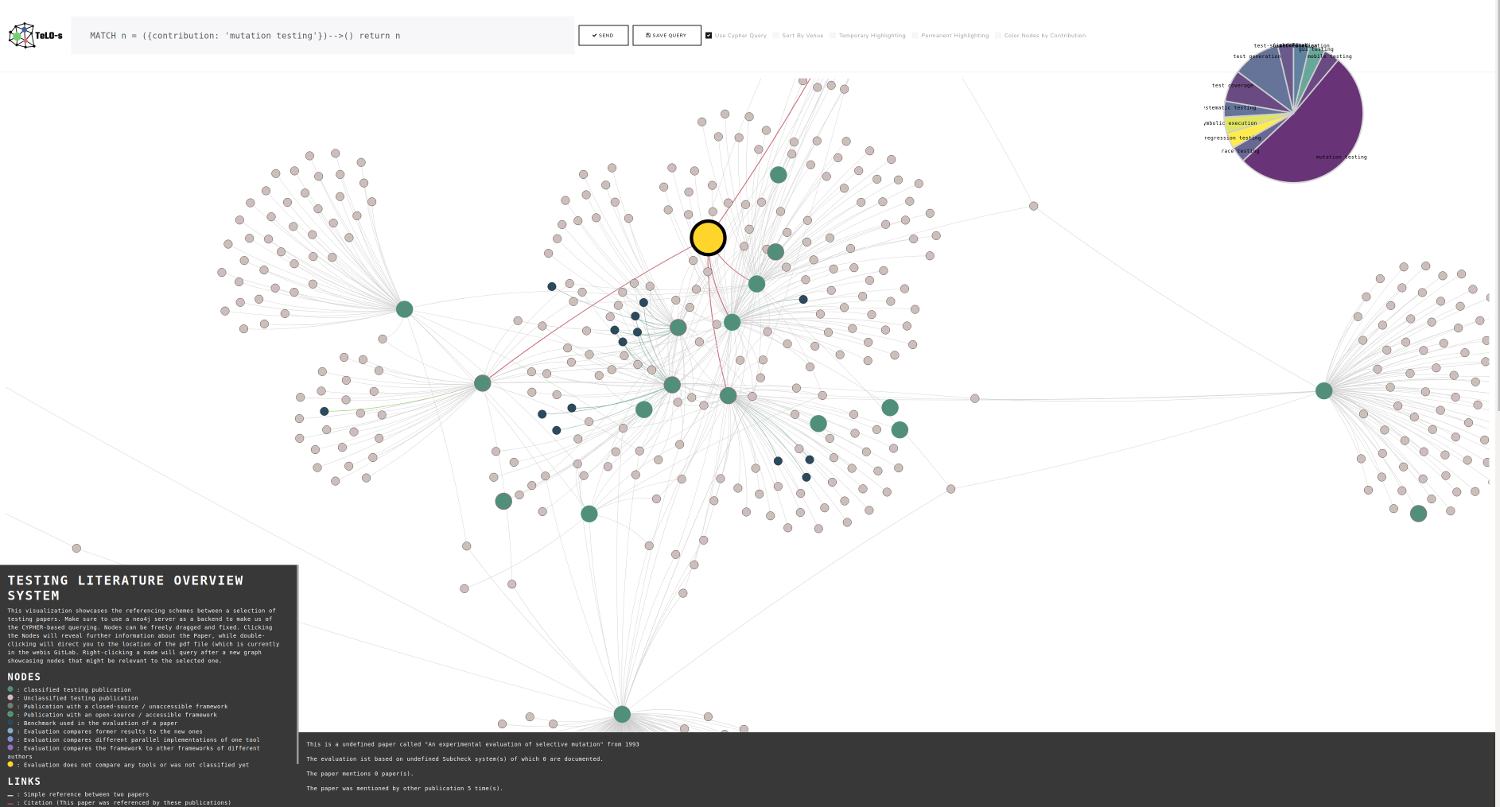 TeLO-s
MATCH n = ({contribution: 'mutation testing'})-->() return n
SEND
SAVE QUERY
Use Cypher Query
Sort By Venue
Temporary Highlighting
Permanent Highlighting
Color Nodes by Contribution
test generation
mobile testing
test coverage
ystematic testing
ymbolic execution
regression testing
race testing
mutation testing
TESTING LITERATURE OVERVIEW
SYSTEM
This visualization showcases the referencing schemes between a selection of
testing papers. Make sure to use a neo4j server as a backend to make us of
the CYPHER-based querying. Nodes can be freely dragged and fixed. Clicking
the Nodes will reveal further information about the Paper, while double-
clicking will direct you to the location of the pdf file (which is currently
in the webis GitLab. Right-clicking a node will query after a new graph
showcasing nodes that might be relevant to the selected one.
NODES
: Classified testing publication
: Unclassified testing publication
: Publication with a closed-source / unaccessible framework
: Publication with an open-source / accessible framework
: Benchmark used in the evaluation of a paper
: Evaluation compares former results to the new ones
: Evaluation compares different parallel implementations of one tool
: Evaluation compares the framework to other frameworks of different
authors
: Evaluation does not compare any tools or was not classified yet
LINKS
: Simple reference between two papers
: Citation (This paper was referenced by these publications)
This is a undefined paper called "An experimental evaluation of selective mutation" from 1993
The evaluation ist based on undefined Subcheck system(s) of which 0 are documented.
The paper mentions 0 paper(s).
The paper was mentioned by other publication 5 time(s).